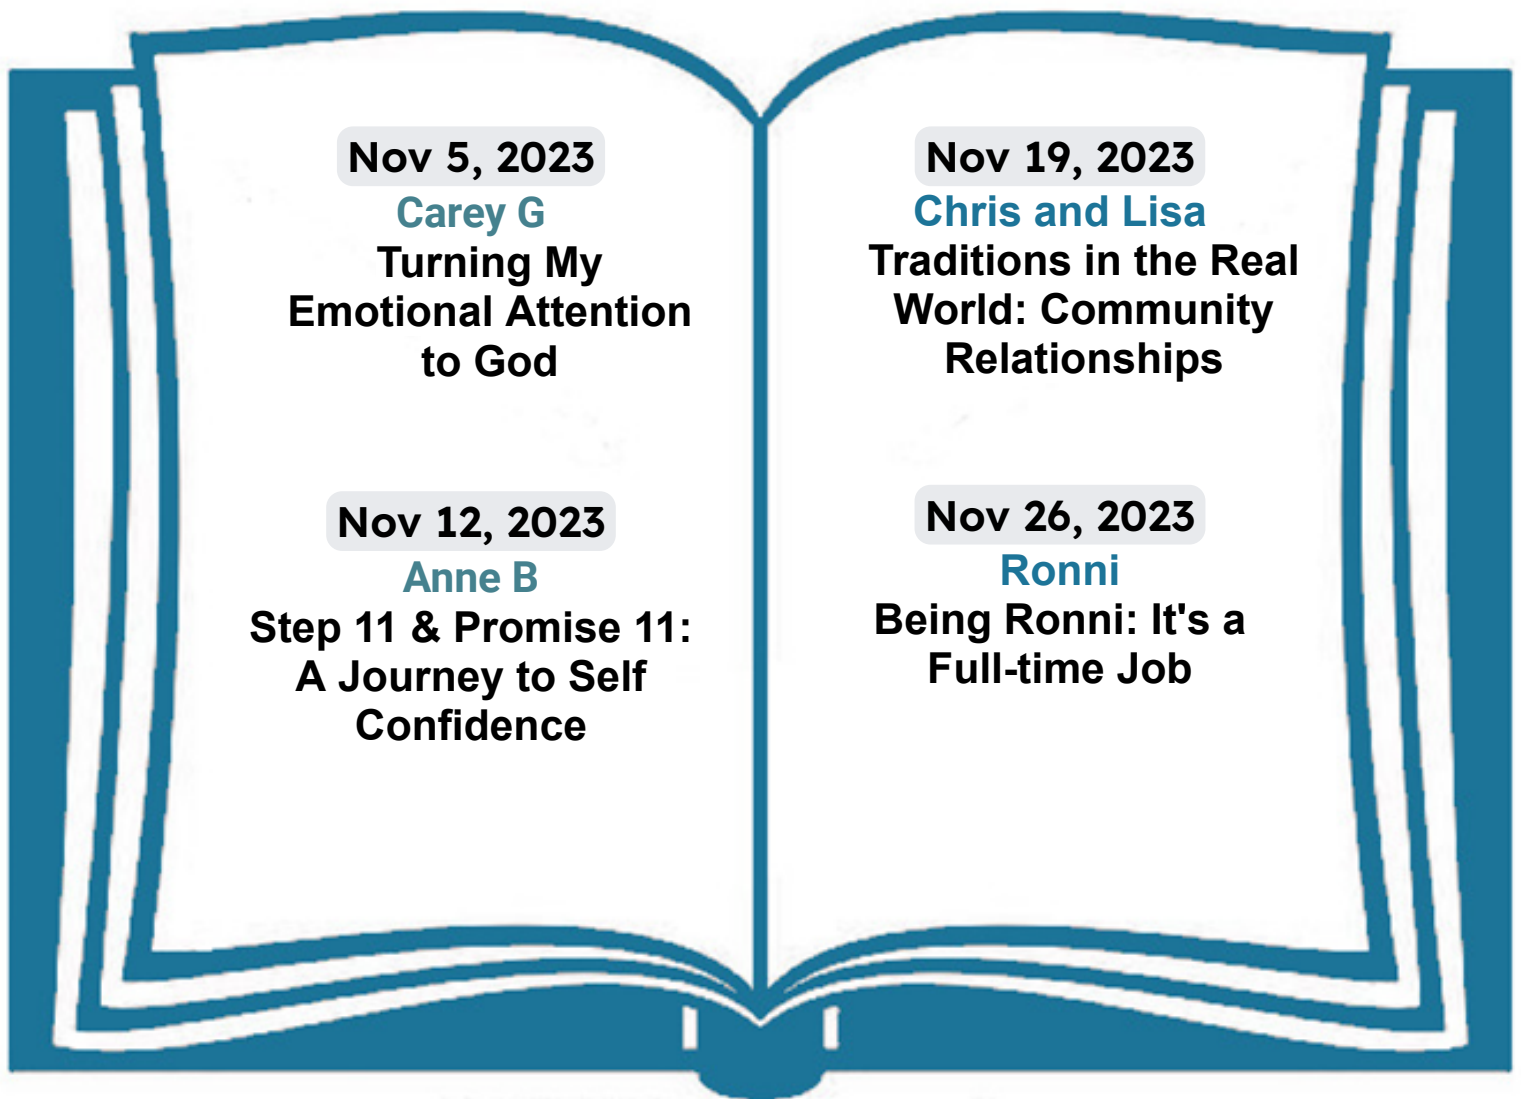 Nov 5, 2023
Carey G
Turning My
Emotional Attention
to God
Nov 12, 2023
Anne B
Step 11 & Promise 11:
A Journey to Self
Confidence
Nov 19, 2023
Chris and Lisa
Traditions in the Real
World: Community
Relationships
Nov 26, 2023
Ronni
Being Ronni: It's a
Full-time Job